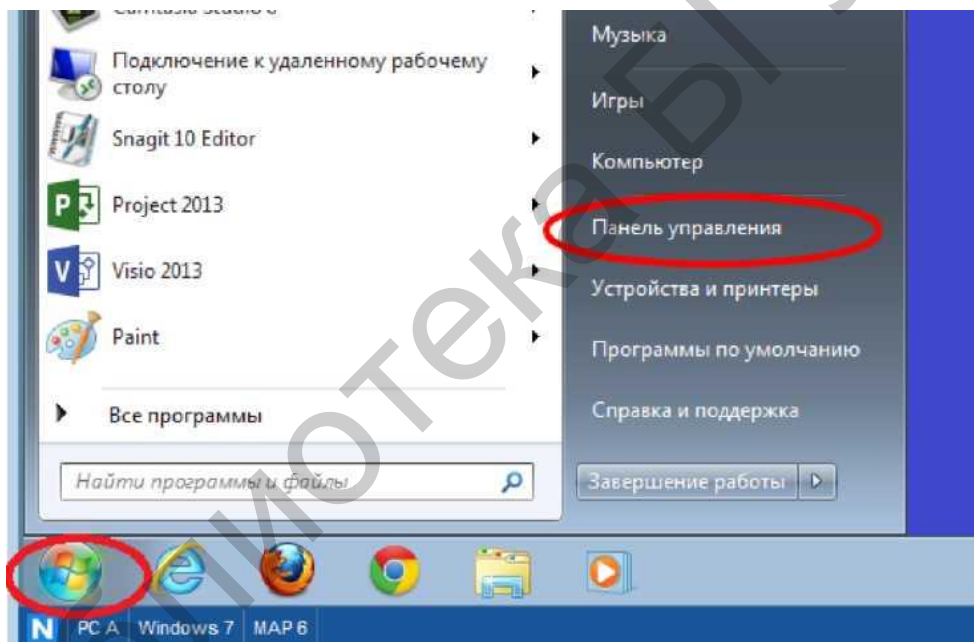 Подключение к удаленному рабочему
столу
Snagit 10 Editor
Project 2013
Visio 2013
Paint
Все программы
Найти программы и файлы
Музыка
Игры
Компьютер
Панель управления
Устройства и принтеры
Программы по умолчанию
Справка и поддержка
Завершение работы
N PC A Windows 7 MAP 6